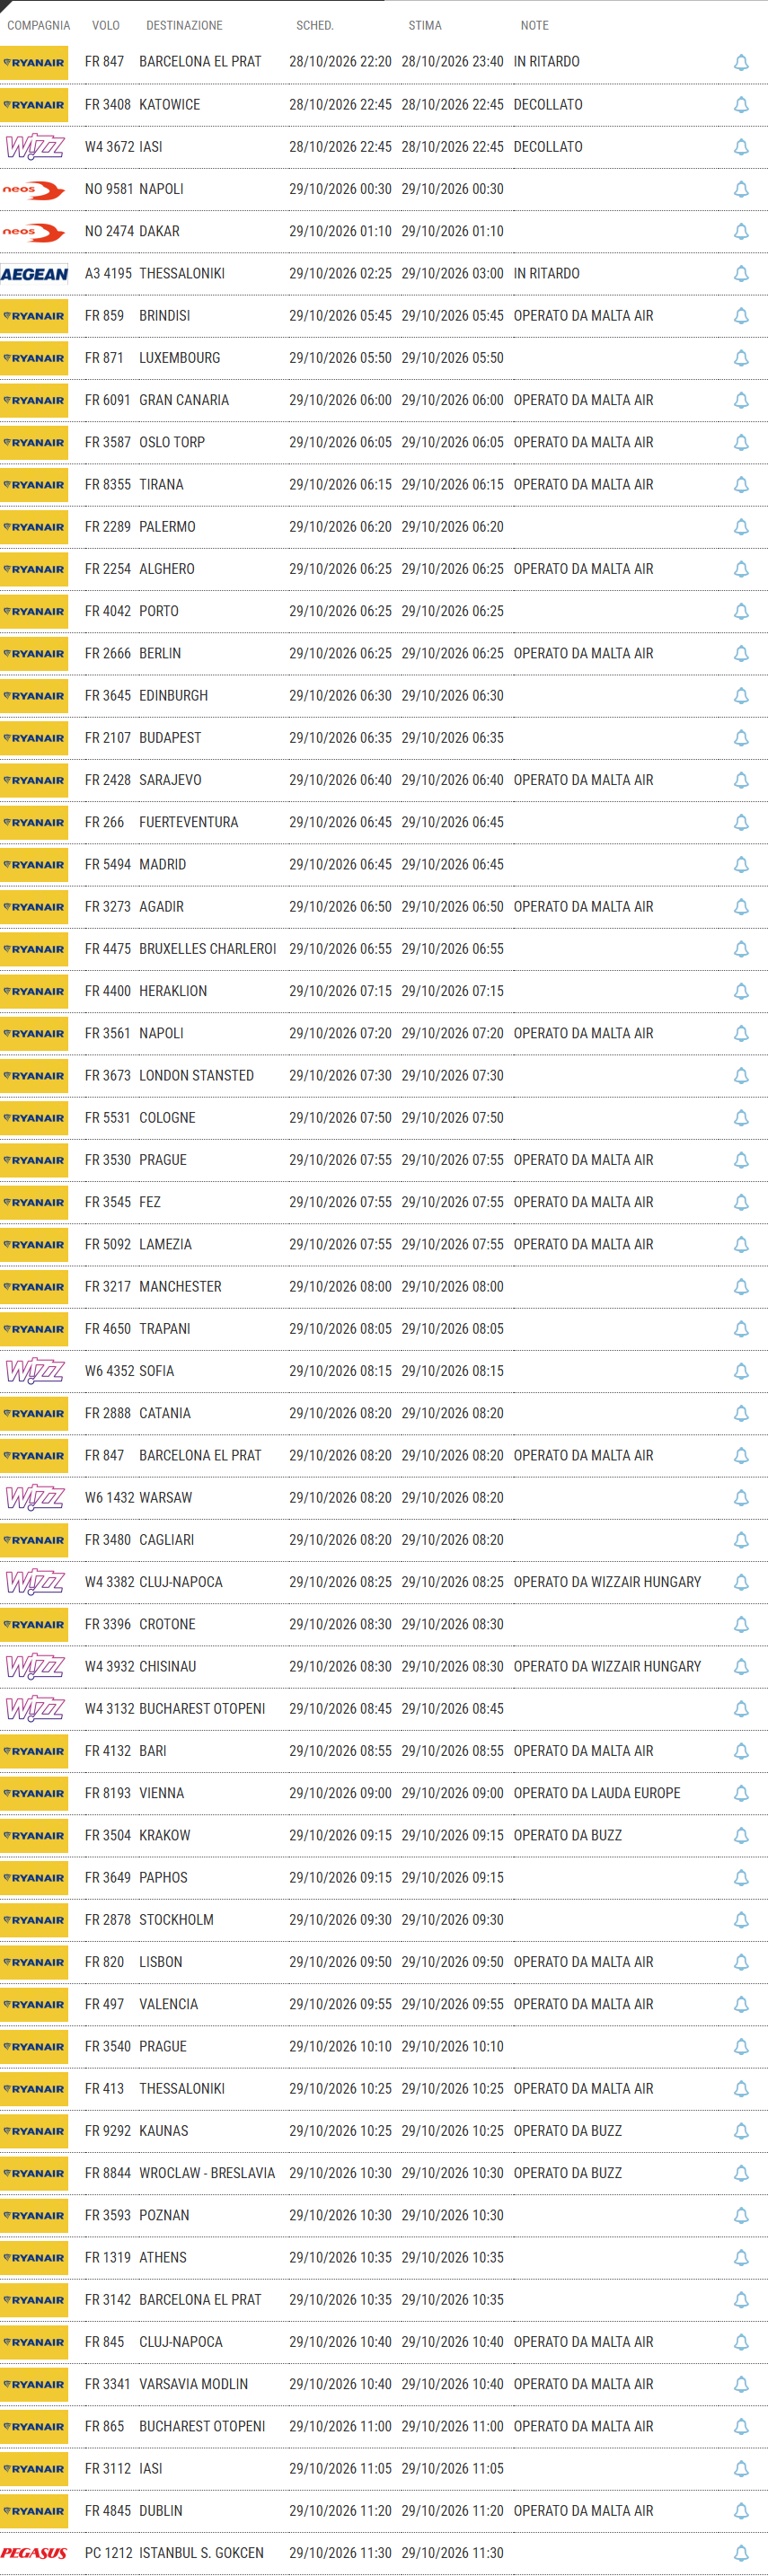 COMPAGNIA VOLO DESTINAZIONE SCHED. STIMA NOTE
RYANAIR FR 847 BARCELONA EL PRAT 28/10/2026 22:20 28/10/2026 23:40 IN RITARDO
RYANAIR FR 3408 KATOWICE 28/10/2026 22:45 28/10/2026 22:45 DECOLLATO
WIZZ W4 3672 IASI 28/10/2026 22:45 28/10/2026 22:45 DECOLLATO
neos NO 9581 NAPOLI 29/10/2026 00:30 29/10/2026 00:30
neos NO 2474 DAKAR 29/10/2026 01:10 29/10/2026 01:10
AEGEAN A3 4195 THESSALONIKI 29/10/2026 02:25 29/10/2026 03:00 IN RITARDO
RYANAIR FR 859 BRINDISI 29/10/2026 05:45 29/10/2026 05:45 OPERATO DA MALTA AIR
RYANAIR FR 871 LUXEMBOURG 29/10/2026 05:50 29/10/2026 05:50
RYANAIR FR 6091 GRAN CANARIA 29/10/2026 06:00 29/10/2026 06:00 OPERATO DA MALTA AIR
RYANAIR FR 3587 OSLO TORP 29/10/2026 06:05 29/10/2026 06:05 OPERATO DA MALTA AIR
RYANAIR FR 8355 TIRANA 29/10/2026 06:15 29/10/2026 06:15 OPERATO DA MALTA AIR
RYANAIR FR 2289 PALERMO 29/10/2026 06:20 29/10/2026 06:20
RYANAIR FR 2254 ALGHERO 29/10/2026 06:25 29/10/2026 06:25 OPERATO DA MALTA AIR
RYANAIR FR 4042 PORTO 29/10/2026 06:25 29/10/2026 06:25
RYANAIR FR 2666 BERLIN 29/10/2026 06:25 29/10/2026 06:25 OPERATO DA MALTA AIR
RYANAIR FR 3645 EDINBURGH 29/10/2026 06:30 29/10/2026 06:30
RYANAIR FR 2107 BUDAPEST 29/10/2026 06:35 29/10/2026 06:35
RYANAIR FR 2428 SARAJEVO 29/10/2026 06:40 29/10/2026 06:40 OPERATO DA MALTA AIR
RYANAIR FR 266 FUERTEVENTURA 29/10/2026 06:45 29/10/2026 06:45
RYANAIR FR 5494 MADRID 29/10/2026 06:45 29/10/2026 06:45
RYANAIR FR 3273 AGADIR 29/10/2026 06:50 29/10/2026 06:50 OPERATO DA MALTA AIR
RYANAIR FR 4475 BRUXELLES CHARLEROI 29/10/2026 06:55 29/10/2026 06:55
RYANAIR FR 4400 HERAKLION 29/10/2026 07:15 29/10/2026 07:15
RYANAIR FR 3561 NAPOLI 29/10/2026 07:20 29/10/2026 07:20 OPERATO DA MALTA AIR
RYANAIR FR 3673 LONDON STANSTED 29/10/2026 07:30 29/10/2026 07:30
RYANAIR FR 5531 COLOGNE 29/10/2026 07:50 29/10/2026 07:50
RYANAIR FR 3530 PRAGUE 29/10/2026 07:55 29/10/2026 07:55 OPERATO DA MALTA AIR
RYANAIR FR 3545 FEZ 29/10/2026 07:55 29/10/2026 07:55 OPERATO DA MALTA AIR
RYANAIR FR 5092 LAMEZIA 29/10/2026 07:55 29/10/2026 07:55 OPERATO DA MALTA AIR
RYANAIR FR 3217 MANCHESTER 29/10/2026 08:00 29/10/2026 08:00
RYANAIR FR 4650 TRAPANI 29/10/2026 08:05 29/10/2026 08:05
WIZZ W6 4352 SOFIA 29/10/2026 08:15 29/10/2026 08:15
RYANAIR FR 2888 CATANIA 29/10/2026 08:20 29/10/2026 08:20
RYANAIR FR 847 BARCELONA EL PRAT 29/10/2026 08:20 29/10/2026 08:20 OPERATO DA MALTA AIR
WIZZ W6 1432 WARSAW 29/10/2026 08:20 29/10/2026 08:20
RYANAIR FR 3480 CAGLIARI 29/10/2026 08:20 29/10/2026 08:20
WIZZ W4 3382 CLUJ-NAPOCA 29/10/2026 08:25 29/10/2026 08:25 OPERATO DA WIZZAIR HUNGARY
RYANAIR FR 3396 CROTONE 29/10/2026 08:30 29/10/2026 08:30
WIZZ W4 3932 CHISINAU 29/10/2026 08:30 29/10/2026 08:30 OPERATO DA WIZZAIR HUNGARY
WIZZ W4 3132 BUCHAREST OTOPENI 29/10/2026 08:45 29/10/2026 08:45
RYANAIR FR 4132 BARI 29/10/2026 08:55 29/10/2026 08:55 OPERATO DA MALTA AIR
RYANAIR FR 8193 VIENNA 29/10/2026 09:00 29/10/2026 09:00 OPERATO DA LAUDA EUROPE
RYANAIR FR 3504 KRAKOW 29/10/2026 09:15 29/10/2026 09:15 OPERATO DA BUZZ
RYANAIR FR 3649 PAPHOS 29/10/2026 09:15 29/10/2026 09:15
RYANAIR FR 2878 STOCKHOLM 29/10/2026 09:30 29/10/2026 09:30
RYANAIR FR 820 LISBON 29/10/2026 09:50 29/10/2026 09:50 OPERATO DA MALTA AIR
RYANAIR FR 497 VALENCIA 29/10/2026 09:55 29/10/2026 09:55 OPERATO DA MALTA AIR
RYANAIR FR 3540 PRAGUE 29/10/2026 10:10 29/10/2026 10:10
RYANAIR FR 413 THESSALONIKI 29/10/2026 10:25 29/10/2026 10:25 OPERATO DA MALTA AIR
RYANAIR FR 9292 KAUNAS 29/10/2026 10:25 29/10/2026 10:25 OPERATO DA BUZZ
RYANAIR FR 8844 WROCLAW - BRESLAVIA 29/10/2026 10:30 29/10/2026 10:30 OPERATO DA BUZZ
RYANAIR FR 3593 POZNAN 29/10/2026 10:30 29/10/2026 10:30
RYANAIR FR 1319 ATHENS 29/10/2026 10:35 29/10/2026 10:35
RYANAIR FR 3142 BARCELONA EL PRAT 29/10/2026 10:35 29/10/2026 10:35
RYANAIR FR 845 CLUJ-NAPOCA 29/10/2026 10:40 29/10/2026 10:40 OPERATO DA MALTA AIR
RYANAIR FR 3341 VARSAVIA MODLIN 29/10/2026 10:40 29/10/2026 10:40 OPERATO DA MALTA AIR
RYANAIR FR 865 BUCHAREST OTOPENI 29/10/2026 11:00 29/10/2026 11:00 OPERATO DA MALTA AIR
RYANAIR FR 3112 IASI 29/10/2026 11:05 29/10/2026 11:05
RYANAIR FR 4845 DUBLIN 29/10/2026 11:20 29/10/2026 11:20 OPERATO DA MALTA AIR
PEGASUS PC 1212 ISTANBUL S. GOKCEN 29/10/2026 11:30 29/10/2026 11:30